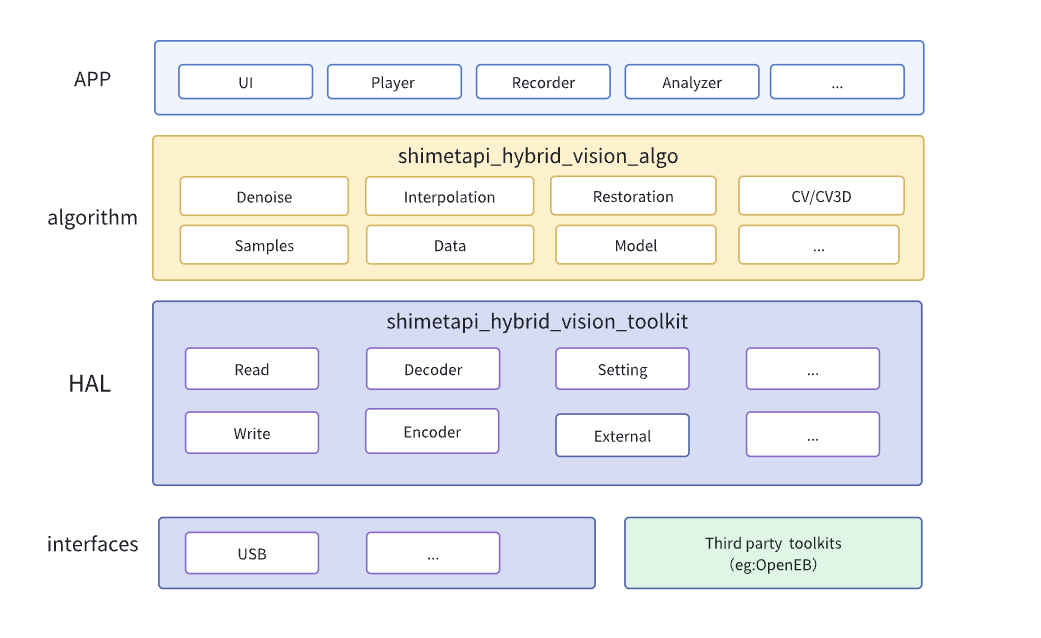 APP
UI
Player
Recorder
Analyzer
...
shimetapi_hybrid_vision_algo
algorithm
Denoise
Interpolation
Restoration
CV/CV3D
Samples
Data
Model
...
shimetapi_hybrid_vision_toolkit
HAL
Read
Decoder
Setting
...
Write
Encoder
External
...
interfaces
USB
...
Third party toolkits
（eg:OpenEB）